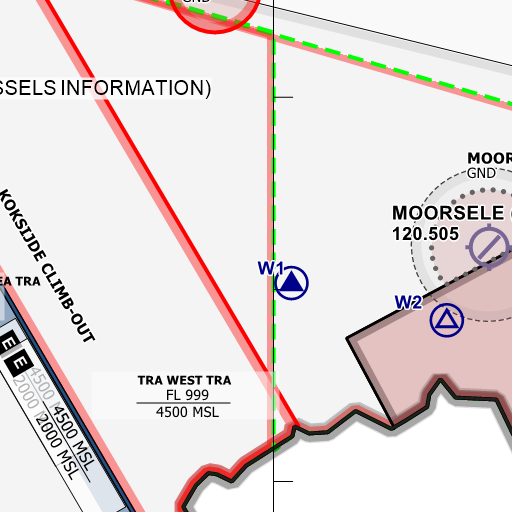 GND
SSELS INFORMATION)
MOOR
GND
MOORSELE
120.505
KOKSIJDE CLIMB-OUT
W1
EA TRA
W2
TRA WEST TRA
FL 999
4500 MSL
E
E
4500 MSL
2000 MSL
4500 M
2000 M